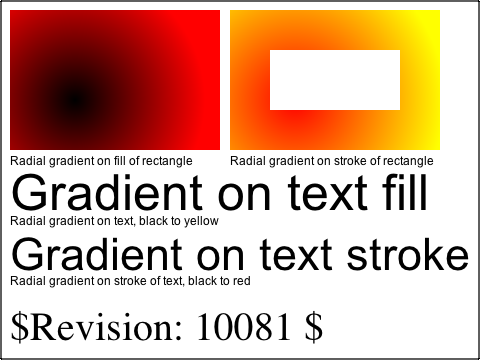 Radial gradient on fill of rectangle
Radial gradient on stroke of rectangle
Gradient on text fill
Radial gradient on text, black to yellow
Gradient on text stroke
Radial gradient on stroke of text, black to red
$Revision: 10081 $